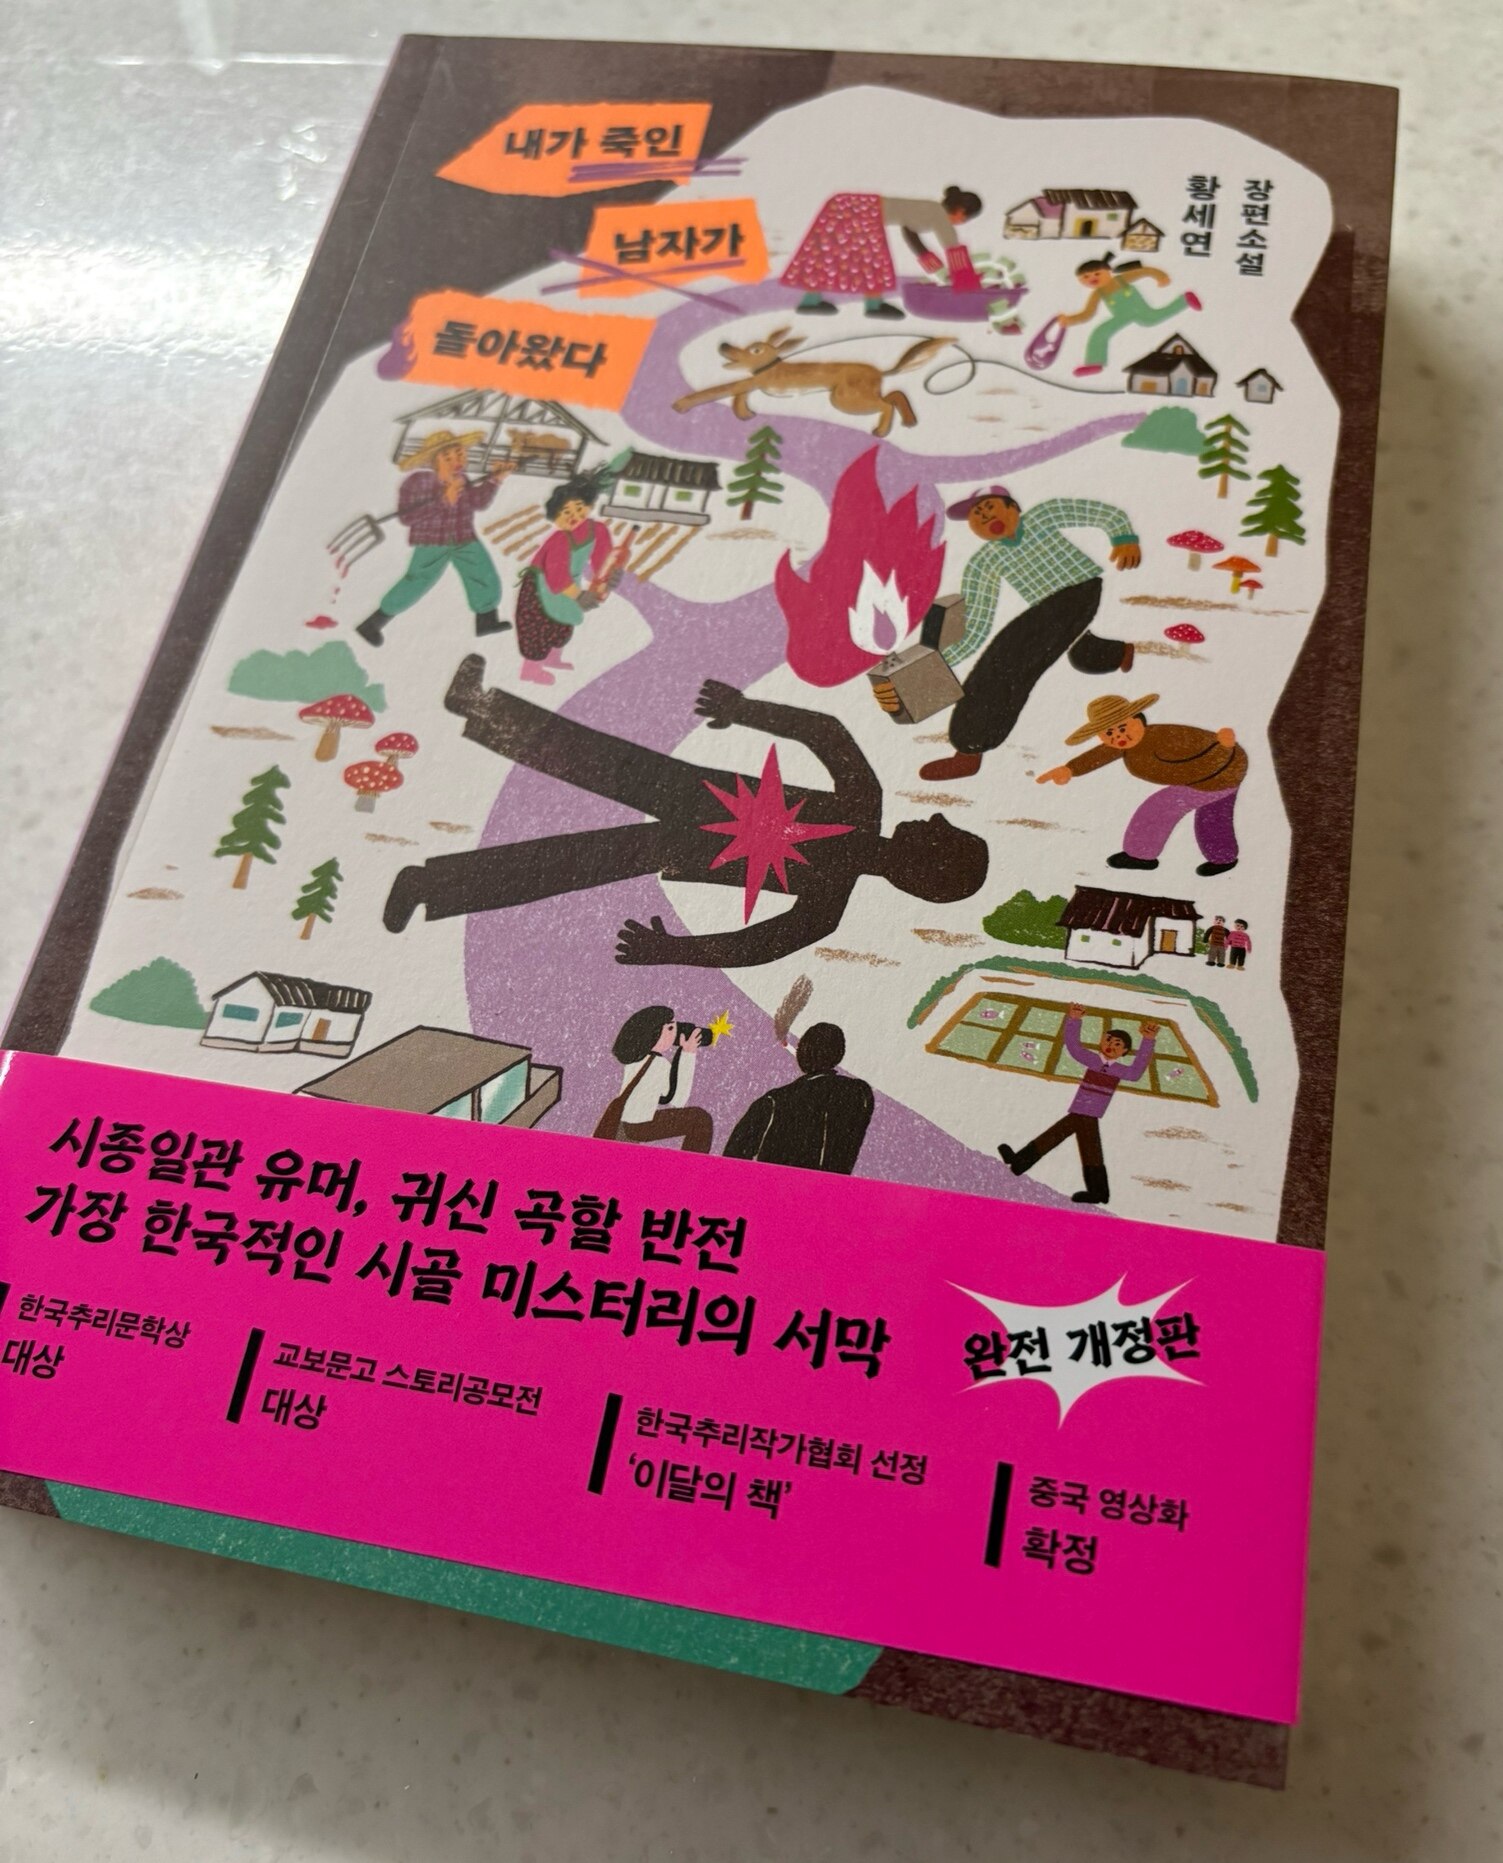 내가 죽인
남자가
돌아왔다
장편소설
황세연
시종일관 유머, 귀신 곡할 반전
가장 한국적인 시골 미스터리의 서막
완전 개정판
한국추리문학상
대상
교보문고 스토리공모전
대상
한국추리작가협회 선정
‘이달의 책’
중국 영상화
확정